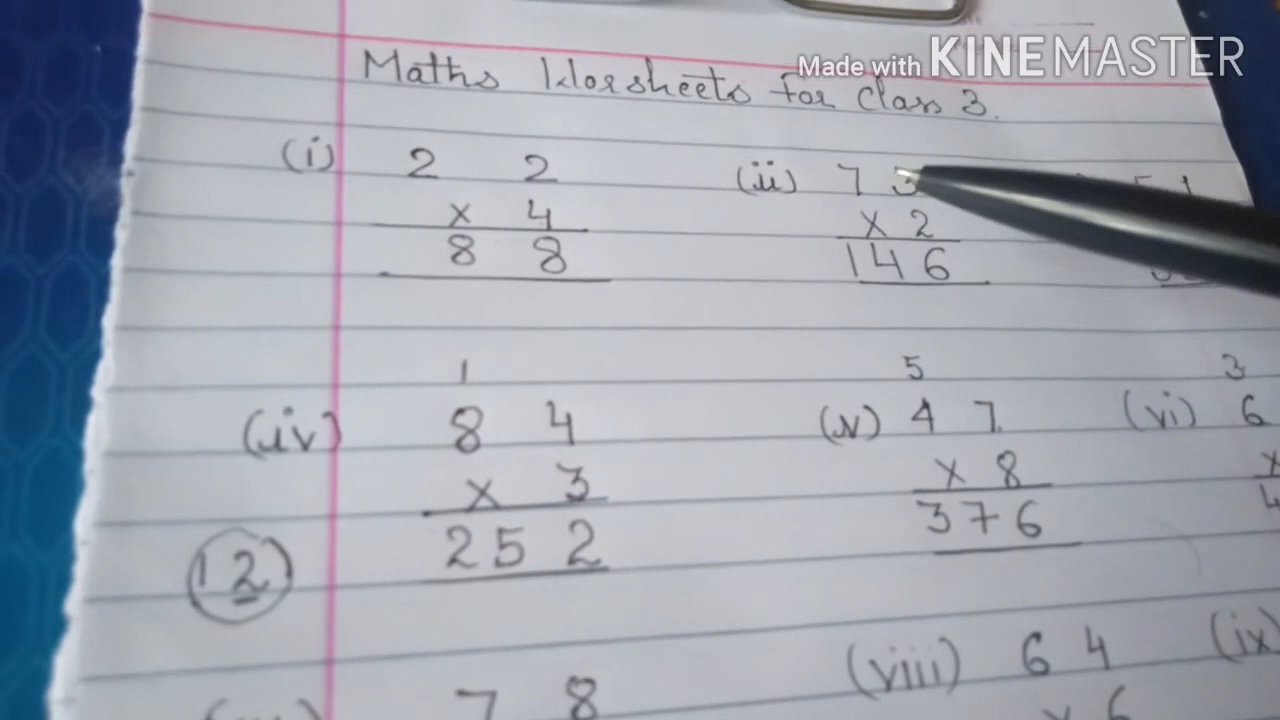 Made with KINEMASTER
Maths Worsheets for Class 3.
(i) 2 2
× 4
8 8
(ii) 7 3
× 2
146
5 1
1
(iv) 8 4
× 3
2 5 2
12
5
(v) 4 7
× 8
3 7 6
3
(vi) 6
×
4
7 8
(viii) 6 4
× 6
(ix)